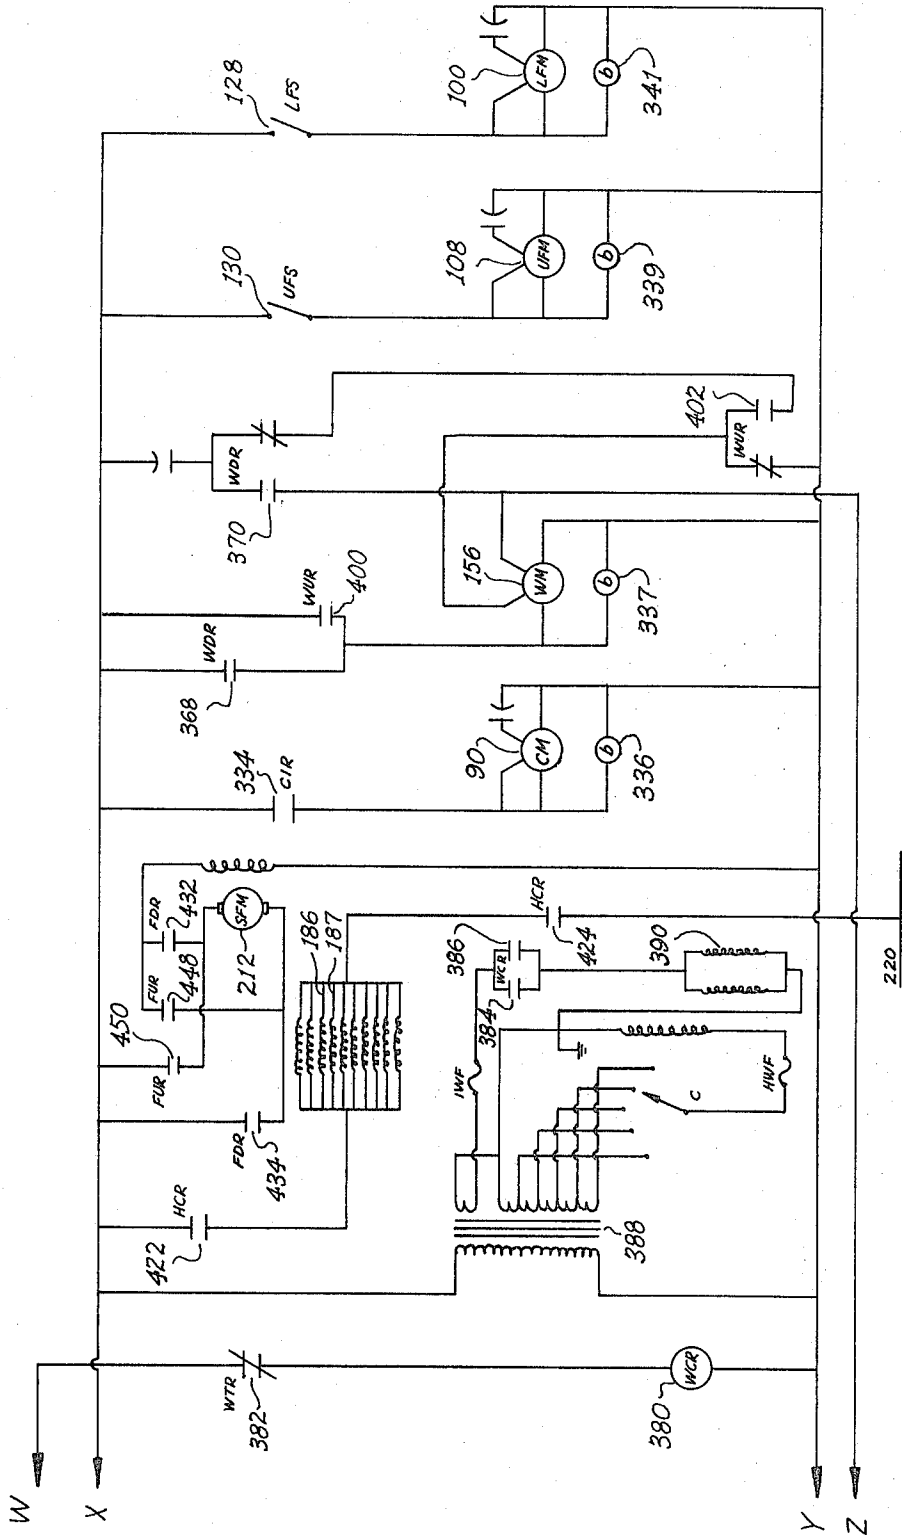 W
X
Y
Z
WTR
382
WCR
380
422
HCR
FDR
434
FUR
450
FUR
448
FDR
432
SFM
212
186
187
HCR
424
388
1WF
384
WCR
386
390
C
HWF
220
334
CIR
90
CM
b
336
368
WDR
WUR
400
156
WM
b
337
370
WDR
WUR
402
130
UFS
108
UFM
b
339
128
LFS
100
LFM
b
341